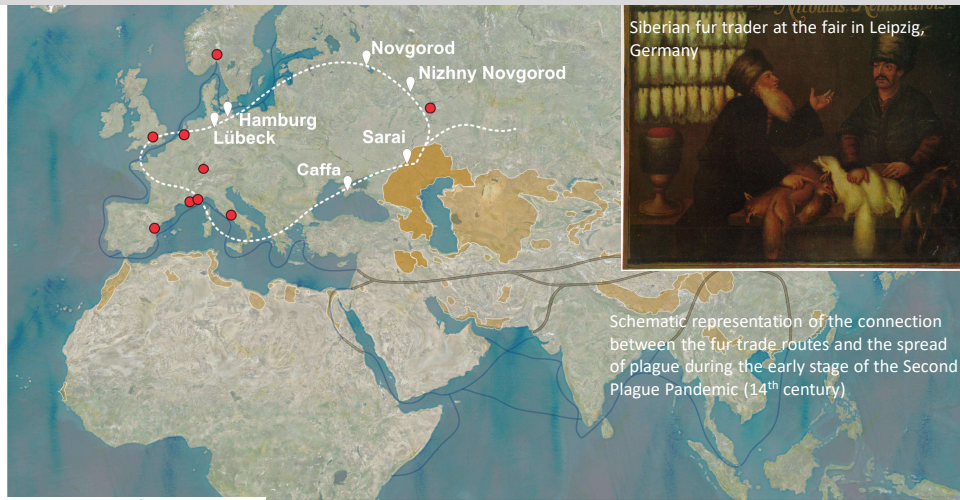 Nicolaus
Siberian fur trader at the fair in Leipzig,
Germany
Novgorod
Nizhny Novgorod
Hamburg
Lübeck
Sarai
Caffa
Schematic representation of the connection
between the fur trade routes and the spread
of plague during the early stage of the Second
Plague Pandemic (14th century)